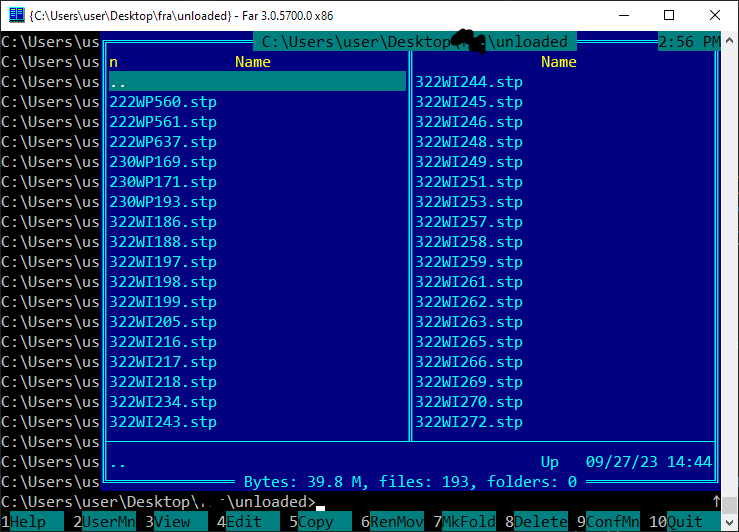 {C:\Users\user\Desktop\fra\unloaded} - Far 3.0.5700.0 x86
C:\Users\us C:\Users\user\Desktop \unloaded 2:56 PM
C:\Users\us n Name Name
C:\Users\us .. 322WI244.stp
C:\Users\us 222WP560.stp 322WI245.stp
C:\Users\us 222WP561.stp 322WI246.stp
C:\Users\us 222WP637.stp 322WI248.stp
C:\Users\us 230WP169.stp 322WI249.stp
C:\Users\us 230WP171.stp 322WI251.stp
C:\Users\us 230WP193.stp 322WI253.stp
C:\Users\us 322WI186.stp 322WI257.stp
C:\Users\us 322WI188.stp 322WI258.stp
C:\Users\us 322WI197.stp 322WI259.stp
C:\Users\us 322WI198.stp 322WI261.stp
C:\Users\us 322WI199.stp 322WI262.stp
C:\Users\us 322WI205.stp 322WI263.stp
C:\Users\us 322WI216.stp 322WI265.stp
C:\Users\us 322WI217.stp 322WI266.stp
C:\Users\us 322WI218.stp 322WI269.stp
C:\Users\us 322WI234.stp 322WI270.stp
C:\Users\us 322WI243.stp 322WI272.stp
C:\Users\us
C:\Users\us .. Up 09/27/23 14:44
C:\Users\us Bytes: 39.8 M, files: 193, folders: 0
C:\Users\user\Desktop\ \unloaded>
1Help 2UserMn 3View 4Edit 5Copy 6RenMov 7MkFold 8Delete 9ConfMn 10Quit